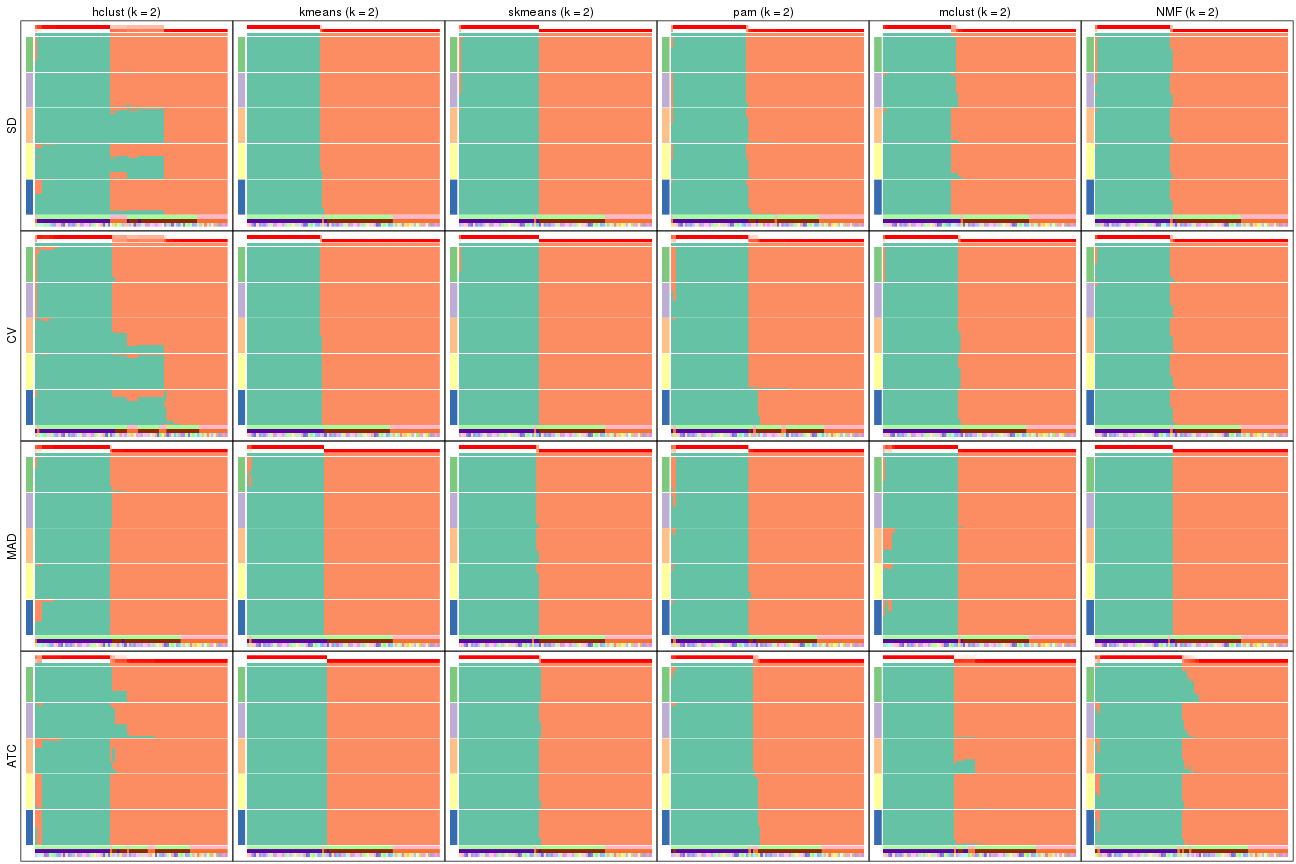 hclust (k = 2) kmeans (k = 2) skmeans (k = 2) pam (k = 2) mclust (k = 2) NMF (k = 2)
SD
CV
MAD
ATC